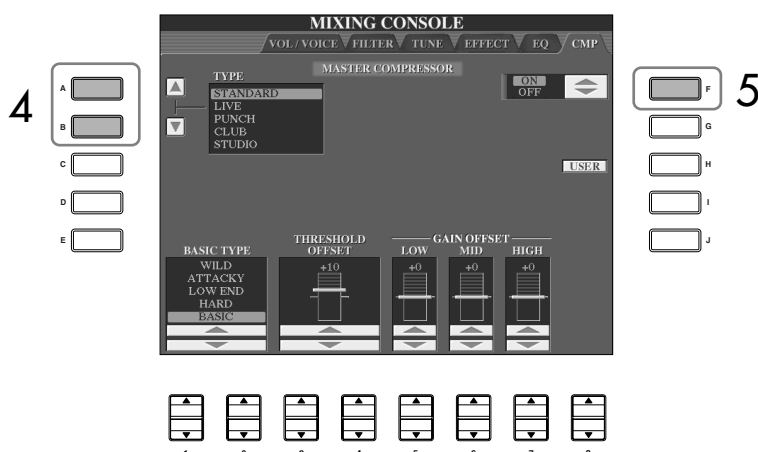 MIXING CONSOLE
VOL/VOICE FILTER TUNE EFFECT EQ CMP
MASTER COMPRESSOR
TYPE
STANDARD
LIVE
PUNCH
CLUB
STUDIO
ON
OFF
USER
4
A
B
C
D
E
5
F
G
H
I
J
BASIC TYPE
WILD
ATTACKY
LOW END
HARD
BASIC
THRESHOLD
OFFSET
+10
GAIN OFFSET
LOW MID HIGH
+0 +0 +0